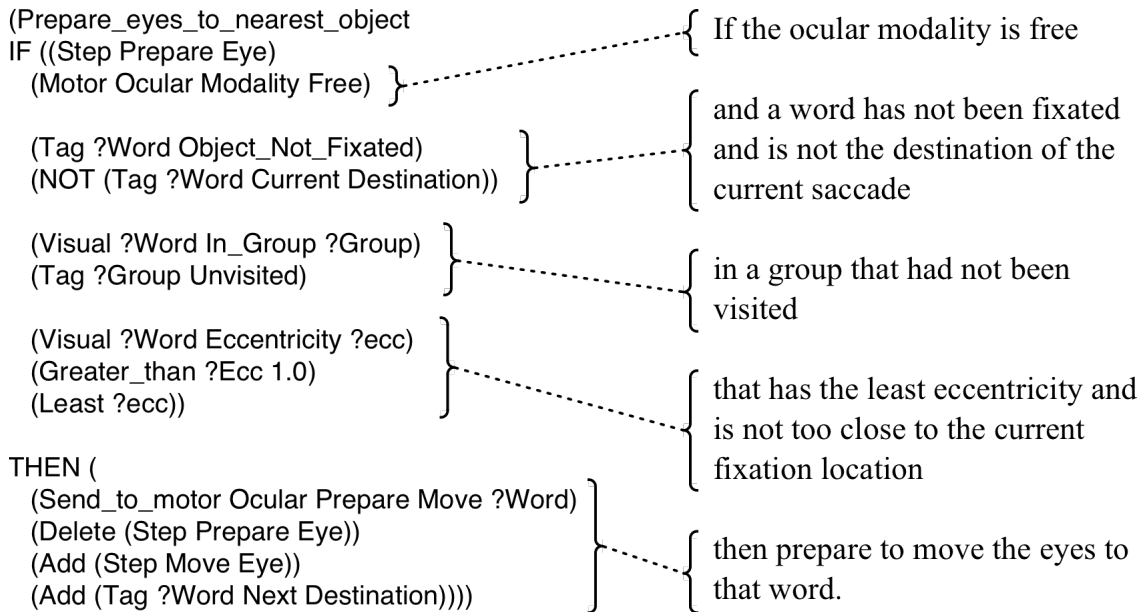 (Prepare_eyes_to_nearest_object
IF ((Step Prepare Eye)
(Motor Ocular Modality Free)
(Tag ?Word Object_Not_Fixated)
(NOT (Tag ?Word Current Destination))
(Visual ?Word In_Group ?Group)
(Tag ?Group Unvisited)
(Visual ?Word Eccentricity ?ecc)
(Greater_than ?Ecc 1.0)
(Least ?ecc))
THEN (
(Send_to_motor Ocular Prepare Move ?Word)
(Delete (Step Prepare Eye))
(Add (Step Move Eye))
(Add (Tag ?Word Next Destination))))
If the ocular modality is free
and a word has not been fixated
and is not the destination of the
current saccade
in a group that had not been
visited
that has the least eccentricity and
is not too close to the current
fixation location
then prepare to move the eyes to
that word.